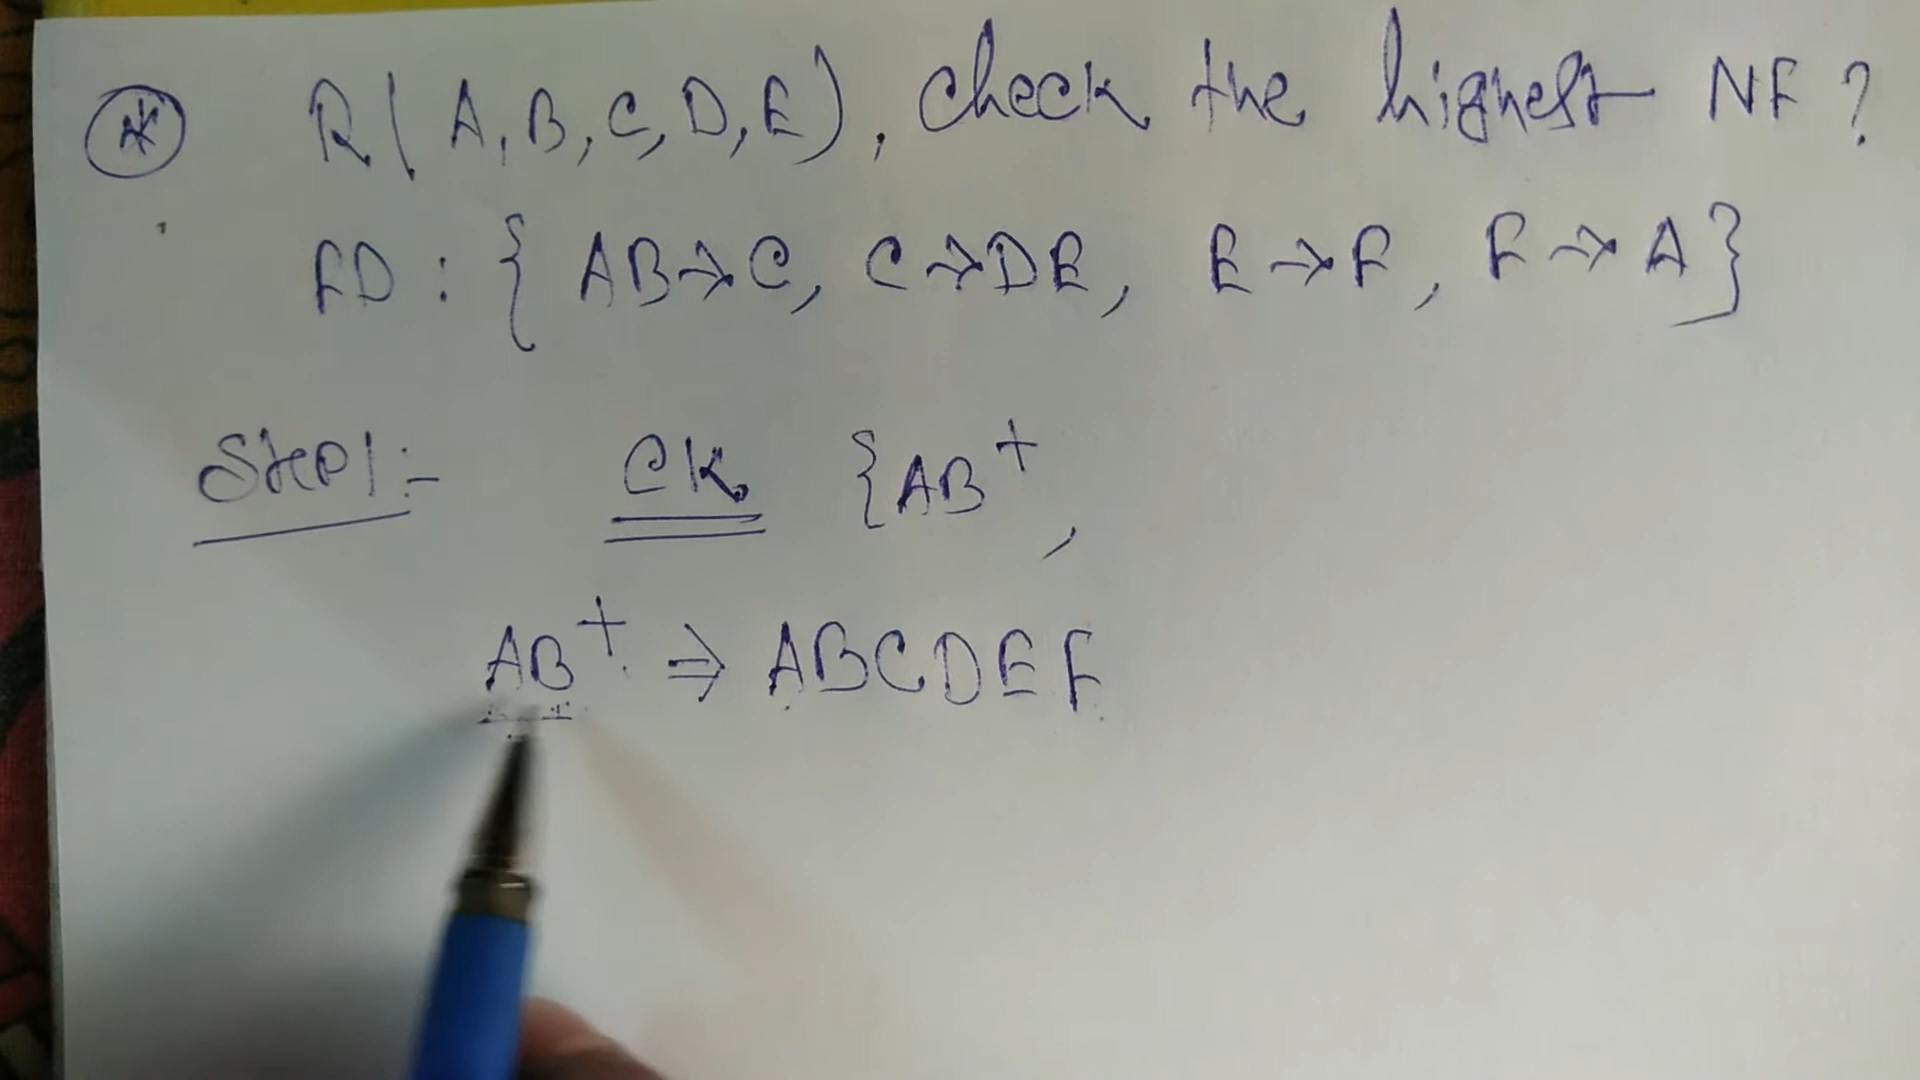 * R(A,B,C,D,E), check the highest NF?
FD : { AB→C, C→DE, E→F, F→A}
Step1:- CK {AB⁺,
AB⁺ ⇒ ABCDEF